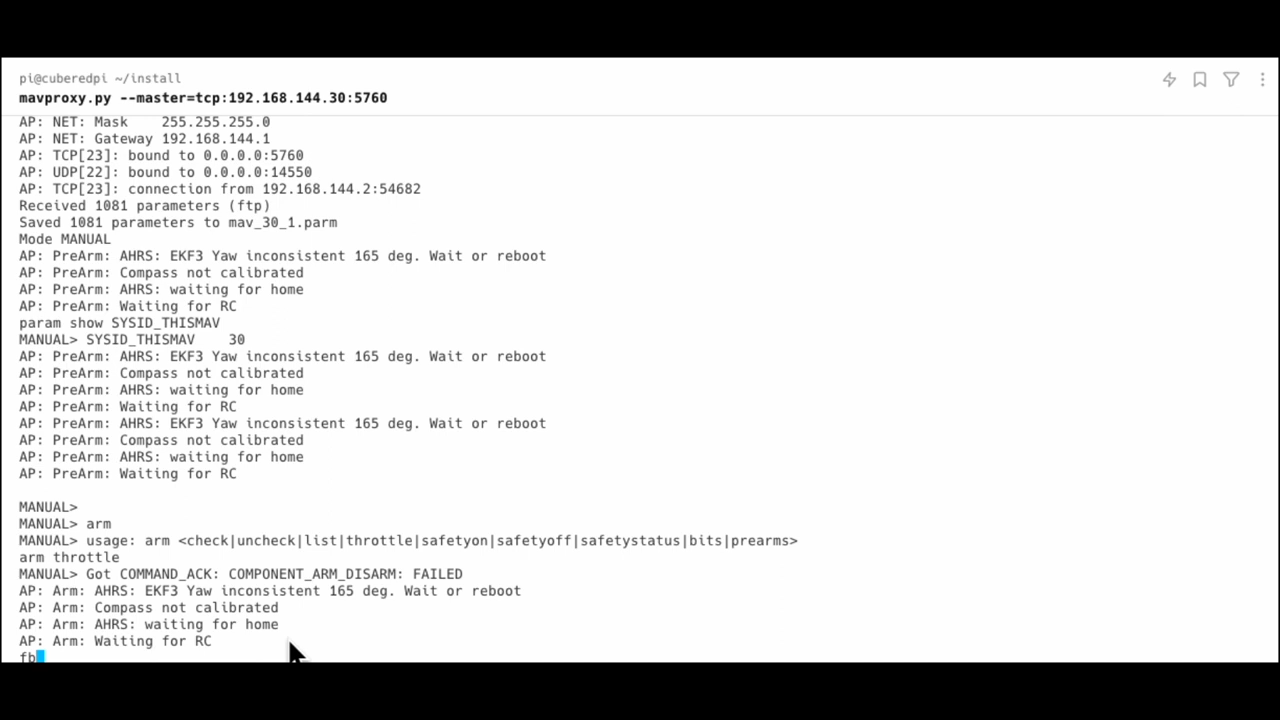 pi@cuberedpi ~/install
mavproxy.py --master=tcp:192.168.144.30:5760
AP: NET: Mask    255.255.255.0
AP: NET: Gateway 192.168.144.1
AP: TCP[23]: bound to 0.0.0.0:5760
AP: UDP[22]: bound to 0.0.0.0:14550
AP: TCP[23]: connection from 192.168.144.2:54682
Received 1081 parameters (ftp)
Saved 1081 parameters to mav_30_1.parm
Mode MANUAL
AP: PreArm: AHRS: EKF3 Yaw inconsistent 165 deg. Wait or reboot
AP: PreArm: Compass not calibrated
AP: PreArm: AHRS: waiting for home
AP: PreArm: Waiting for RC
param show SYSID_THISMAV
MANUAL> SYSID_THISMAV    30
AP: PreArm: AHRS: EKF3 Yaw inconsistent 165 deg. Wait or reboot
AP: PreArm: Compass not calibrated
AP: PreArm: AHRS: waiting for home
AP: PreArm: Waiting for RC
AP: PreArm: AHRS: EKF3 Yaw inconsistent 165 deg. Wait or reboot
AP: PreArm: Compass not calibrated
AP: PreArm: AHRS: waiting for home
AP: PreArm: Waiting for RC
MANUAL>
MANUAL> arm
MANUAL> usage: arm <check|uncheck|list|throttle|safetyon|safetyoff|safetystatus|bits|prearms>
arm throttle
MANUAL> Got COMMAND_ACK: COMPONENT_ARM_DISARM: FAILED
AP: Arm: AHRS: EKF3 Yaw inconsistent 165 deg. Wait or reboot
AP: Arm: Compass not calibrated
AP: Arm: AHRS: waiting for home
AP: Arm: Waiting for RC
fb